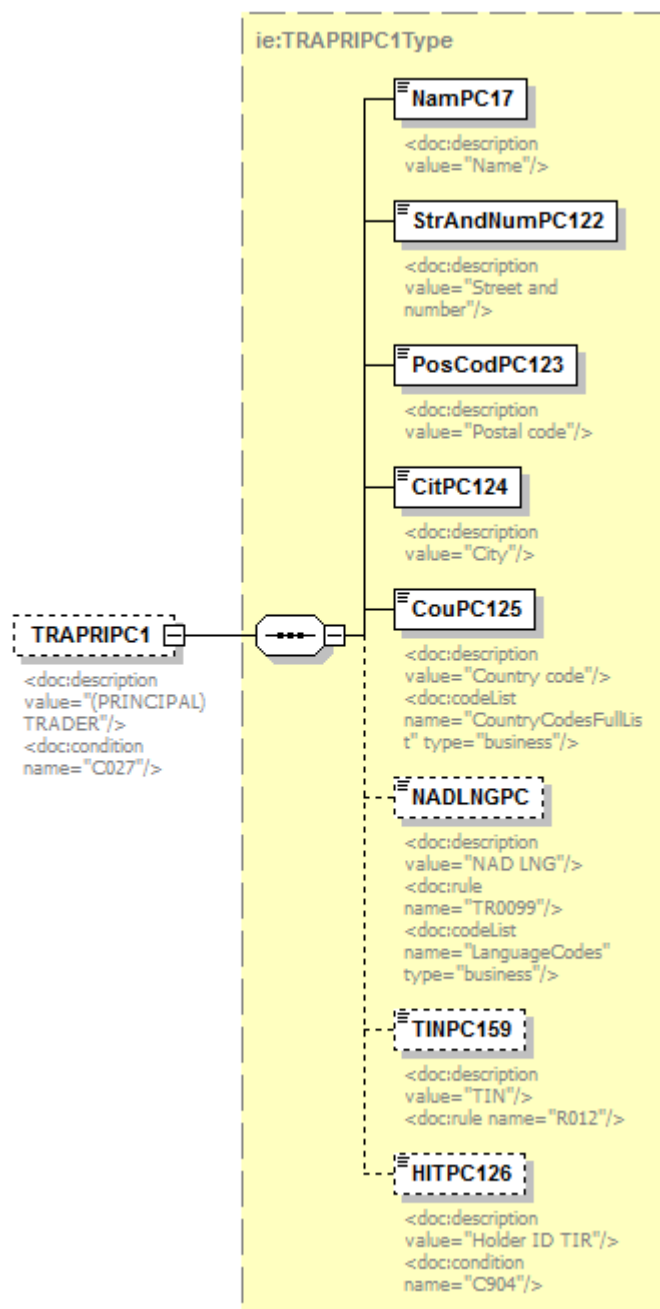 ie:TRAPRIPC1Type
NamPC17
<doc:description
value="Name"/>
StrAndNumPC122
<doc:description
value="Street and
number"/>
PosCodPC123
<doc:description
value="Postal code"/>
CitPC124
<doc:description
value="City"/>
CouPC125
<doc:description
value="Country code"/>
<doc:codeList
name="CountryCodesFullLis
t" type="business"/>
TRAPRIPC1
<doc:description
value="(PRINCIPAL)
TRADER"/>
<doc:condition
name="C027"/>
NADLNGPC
<doc:description
value="NAD LNG"/>
<doc:rule
name="TR0099"/>
<doc:codeList
name="LanguageCodes"
type="business"/>
TINPC159
<doc:description
value="TIN"/>
<doc:rule name="R012"/>
HITPC126
<doc:description
value="Holder ID TIR"/>
<doc:condition
name="C904"/>